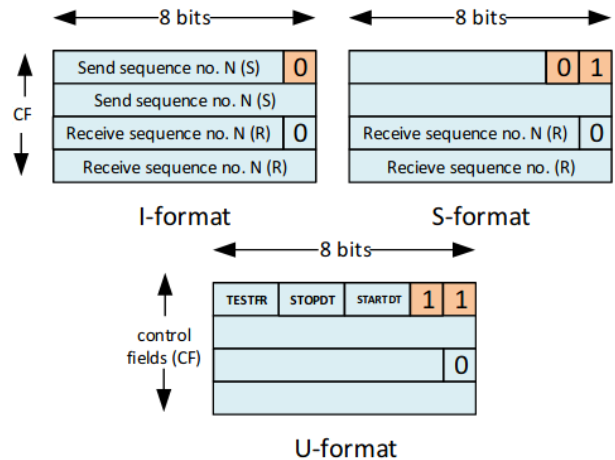 8 bits
8 bits
CF
Send sequence no. N (S) 0
Send sequence no. N (S)
Receive sequence no. N (R) 0
Receive sequence no. N (R)
I-format
0 1
Receive sequence no. N(R) 0
Recieve sequence no. (R)
S-format
8 bits
control
fields (CF)
TESTFR STOPDT STARTDT 1 1
0
U-format